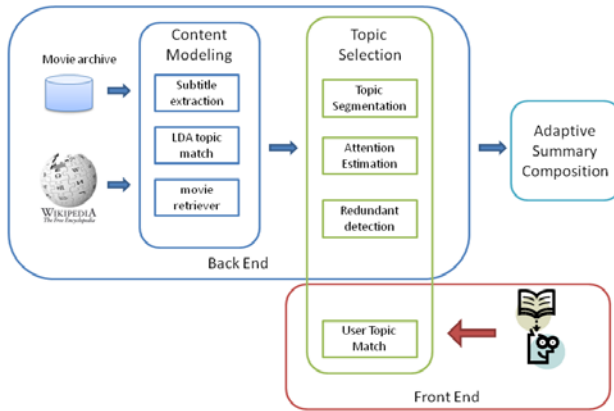 Movie archive
WIKIPEDIA
The Free Encyclopedia
Content
Modeling
Subtitle
extraction
LDA topic
match
movie
retriever
Topic
Selection
Topic
Segmentation
Attention
Estimation
Redundant
detection
User Topic
Match
Adaptive
Summary
Composition
Back End
Front End